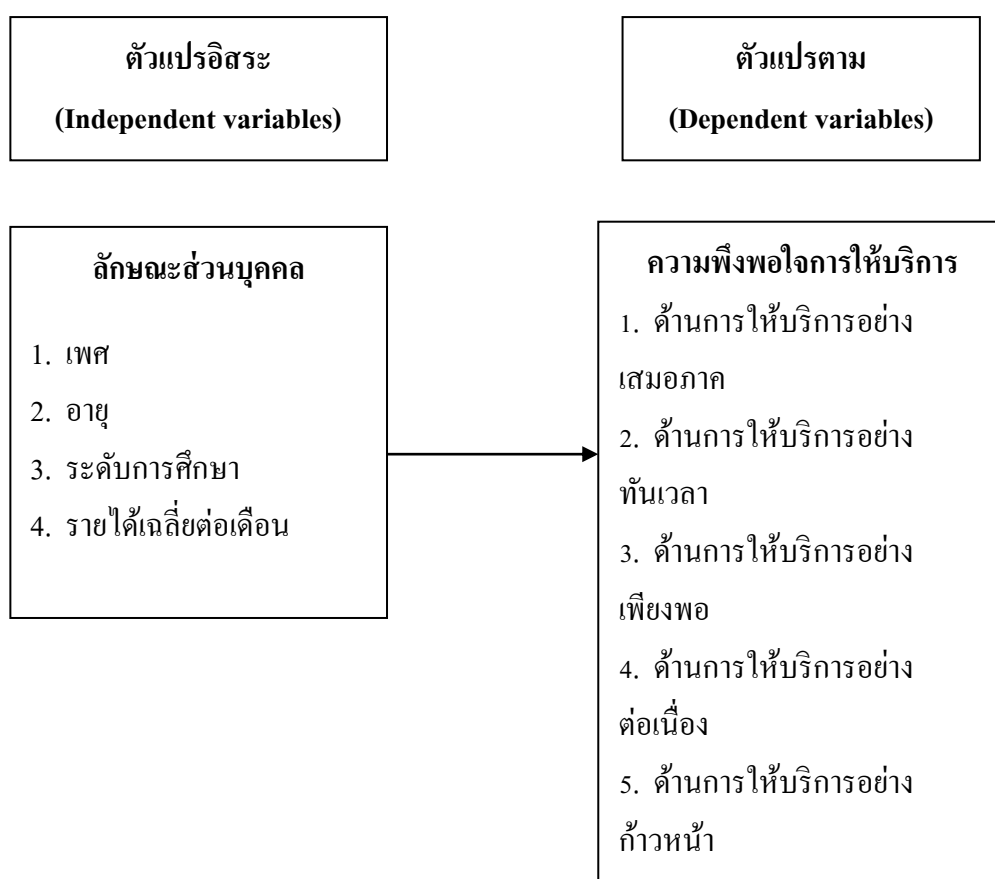 ตัวแปรอิสระ
(Independent variables)
ตัวแปรตาม
(Dependent variables)
ลักษณะส่วนบุคคล
1. เพศ
2. อายุ
3. ระดับการศึกษา
4. รายได้เฉลี่ยต่อเดือน
ความพึงพอใจการให้บริการ
1. ด้านการให้บริการอย่าง
เสมอภาค
2. ด้านการให้บริการอย่าง
ทันเวลา
3. ด้านการให้บริการอย่าง
เพียงพอ
4. ด้านการให้บริการอย่าง
ต่อเนื่อง
5. ด้านการให้บริการอย่าง
ก้าวหน้า